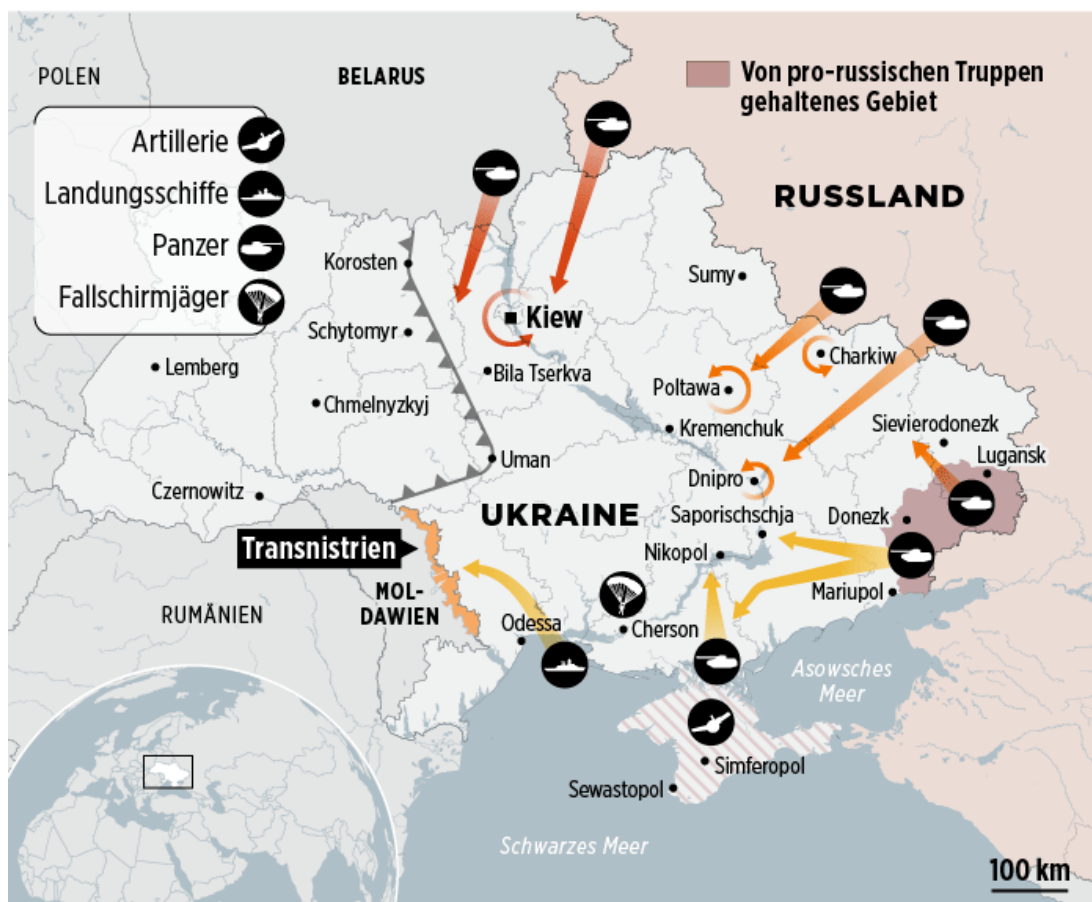 POLEN
BELARUS
Von pro-russischen Truppen
gehaltenes Gebiet
Artillerie
Landungsschiffe
Panzer
Fallschirmjäger
RUSSLAND
Korosten
Sumy
Kiew
Schytomyr
Charkiw
Lemberg
Bila Tserkva
Poltawa
Chmelnyzkyj
Kremenchuk
Sievierodonezk
Lugansk
Uman
Dnipro
Czernowitz
UKRAINE
Saporischschja
Donezk
Transnistrien
Nikopol
MOL-
DAWIEN
Mariupol
RUMÄNIEN
Odessa
Cherson
Asowsches
Meer
Simferopol
Sewastopol
Schwarzes Meer
100 km